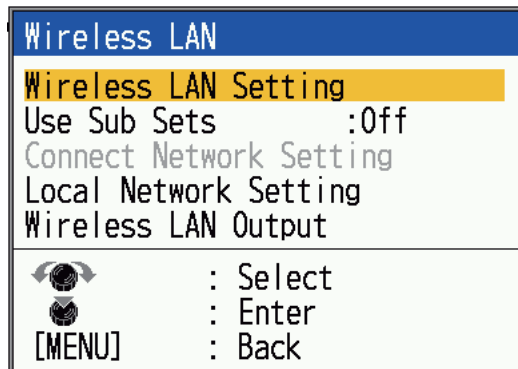 Wireless LAN
Wireless LAN Setting
Use Sub Sets :Off
Connect Network Setting
Local Network Setting
Wireless LAN Output
: Select
: Enter
[MENU] : Back